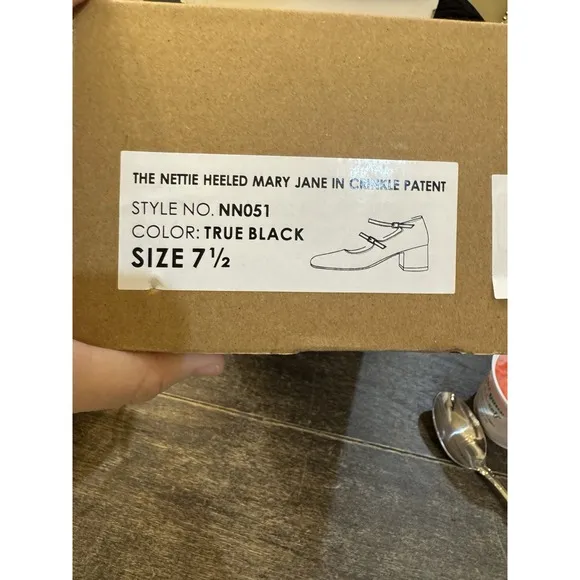 THE NETTIE HEELED MARY JANE IN CRINKLE PATENT
STYLE NO. NN051
COLOR: TRUE BLACK
SIZE 7 ½